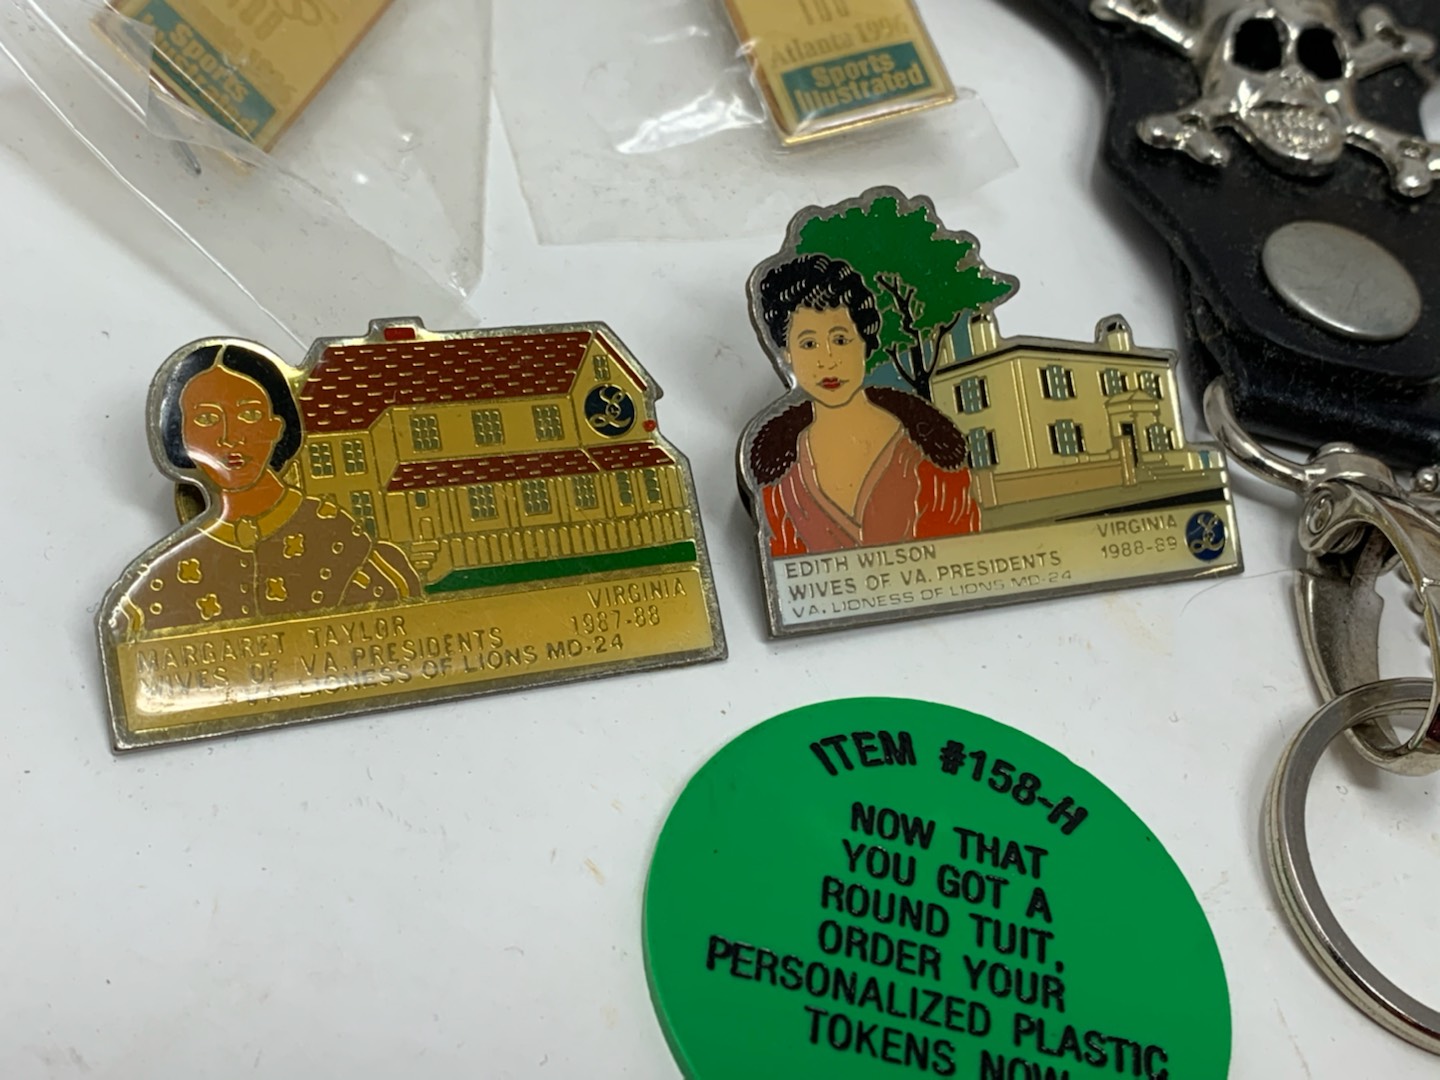 Sports
Illustrated
Atlanta 1996
Sports
Illustrated
MARGARET TAYLOR
WIVES OF VA. PRESIDENTS
VA. LIONESS OF LIONS MD-24
VIRGINIA
1987-88
EDITH WILSON
WIVES OF VA. PRESIDENTS
VA. LIONESS OF LIONS MD-24
VIRGINIA
1988-89
ITEM #158-H
NOW THAT
YOU GOT A
ROUND TUIT,
ORDER YOUR
PERSONALIZED PLASTIC
TOKENS NOW